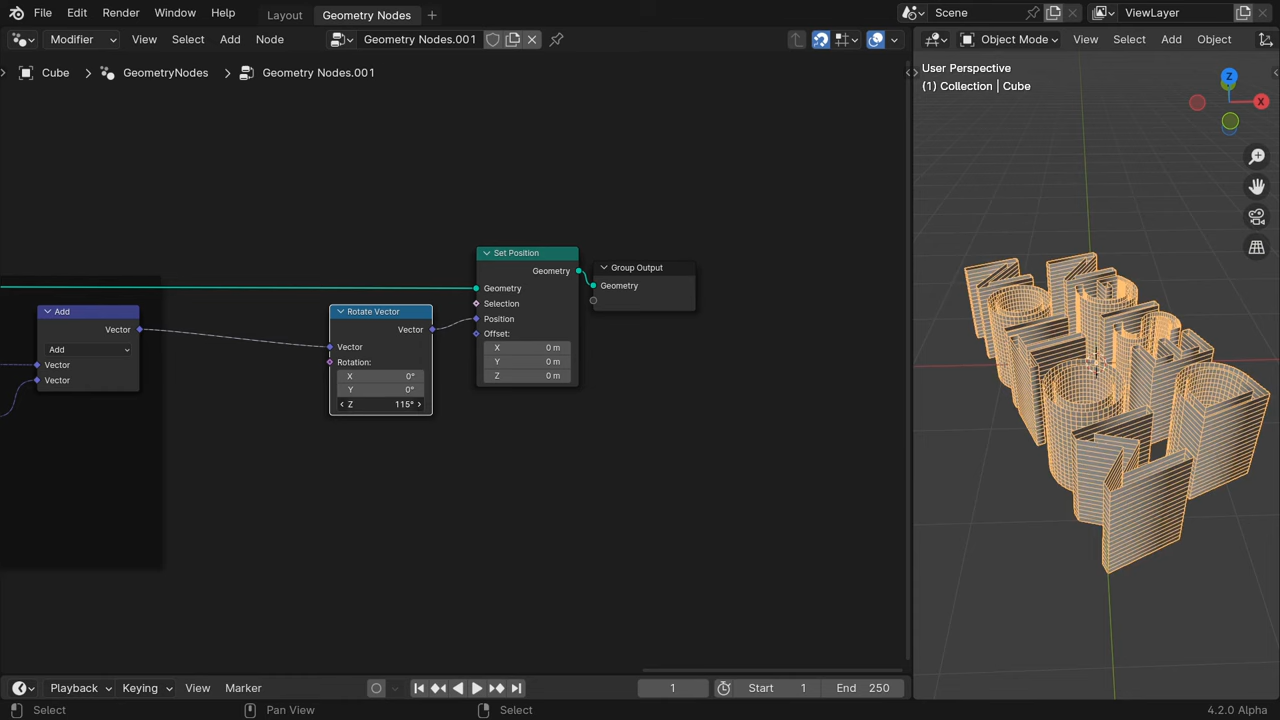 File Edit Render Window Help Layout Geometry Nodes + Scene ViewLayer
Modifier View Select Add Node Geometry Nodes.001 Object Mode View Select Add Object
Cube > GeometryNodes > Geometry Nodes.001
User Perspective
(1) Collection | Cube
Z
X
Add
Vector
Add
Vector
Vector
Rotate Vector
Vector
Vector
Rotation:
X 0°
Y 0°
Z 115°
Set Position
Geometry
Geometry
Selection
Position
Offset:
X 0 m
Y 0 m
Z 0 m
Group Output
Geometry
Playback Keying View Marker 1 Start 1 End 250
Select Pan View Select 4.2.0 Alpha